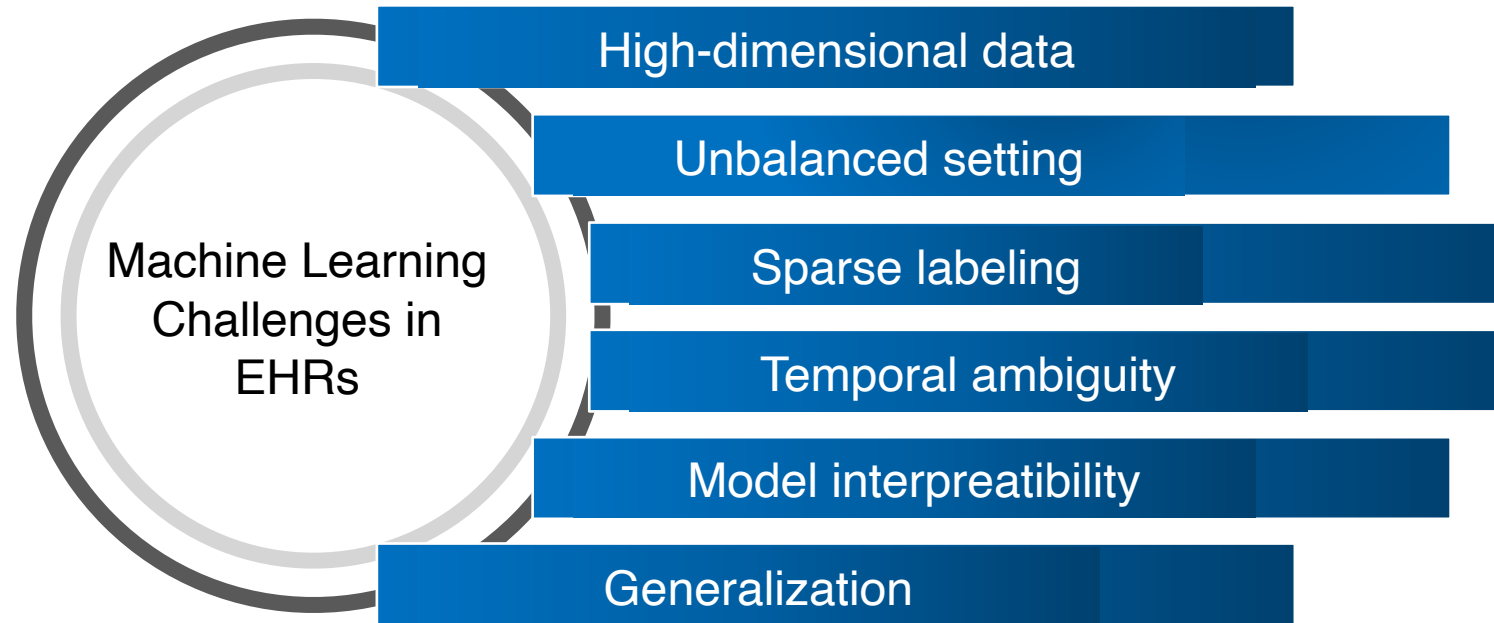 Machine Learning
Challenges in
EHRs
High-dimensional data
Unbalanced setting
Sparse labeling
Temporal ambiguity
Model interpreatibility
Generalization